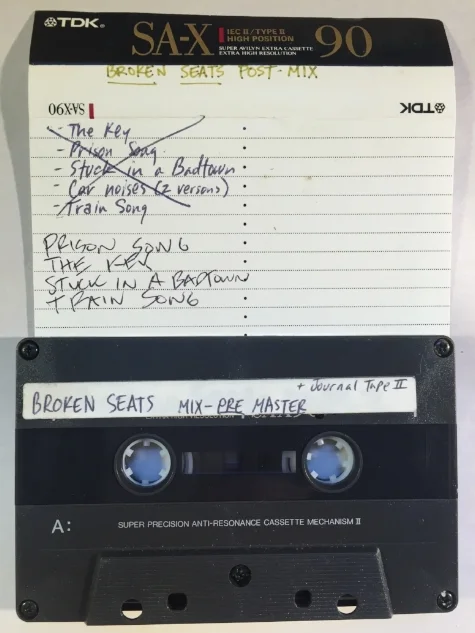 TDK
SA-X IEC II/TYPE II HIGH POSITION 90
SUPER AVILYN EXTRA CASSETTE
EXTRA HIGH RESOLUTION
BROKEN SEATS POST-MIX
SA-X90 TDK
- The Key
- Prison Song
- Stuck in a Badtown
- Car noises (2 versons)
- Train Song
PRISON SONG
THE KEY
STUCK IN A BADTOWN
TRAIN SONG
+ Journal Tape II
BROKEN SEATS MIX-PRE MASTER
A:
SUPER PRECISION ANTI-RESONANCE CASSETTE MECHANISM II